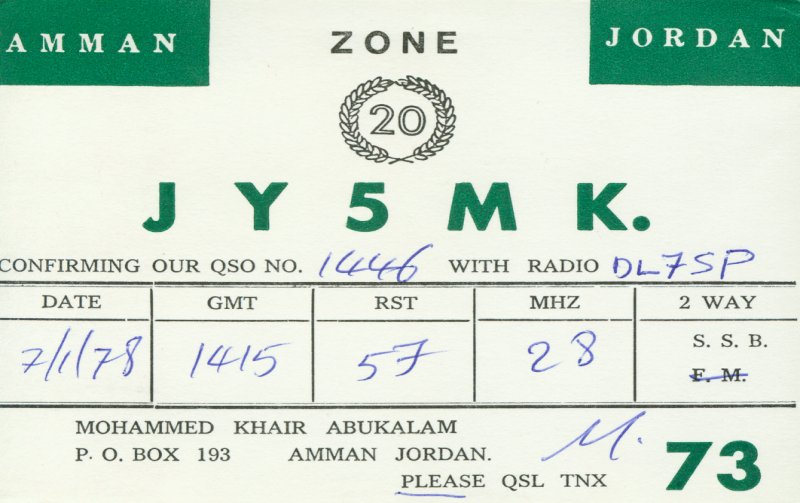 AMMAN ZONE JORDAN
20
JY5MK.
CONFIRMING OUR QSO NO. 1446 WITH RADIO DL7SP
DATE GMT RST MHZ 2 WAY
7/1/78 1415 57 28 S. S. B.
F. M.
MOHAMMED KHAIR ABUKALAM
P. O. BOX 193 AMMAN JORDAN.
PLEASE QSL TNX 73